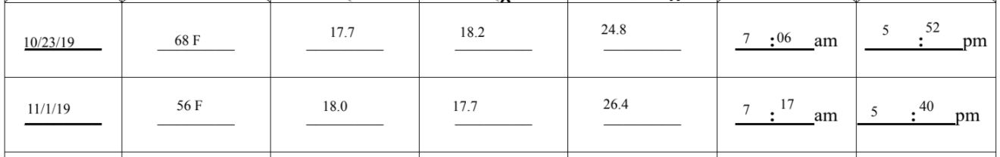 10/23/19 68 F 17.7 18.2 24.8 7 :06 am 5 : 52 pm
11/1/19 56 F 18.0 17.7 26.4 7 : 17 am 5 : 40 pm